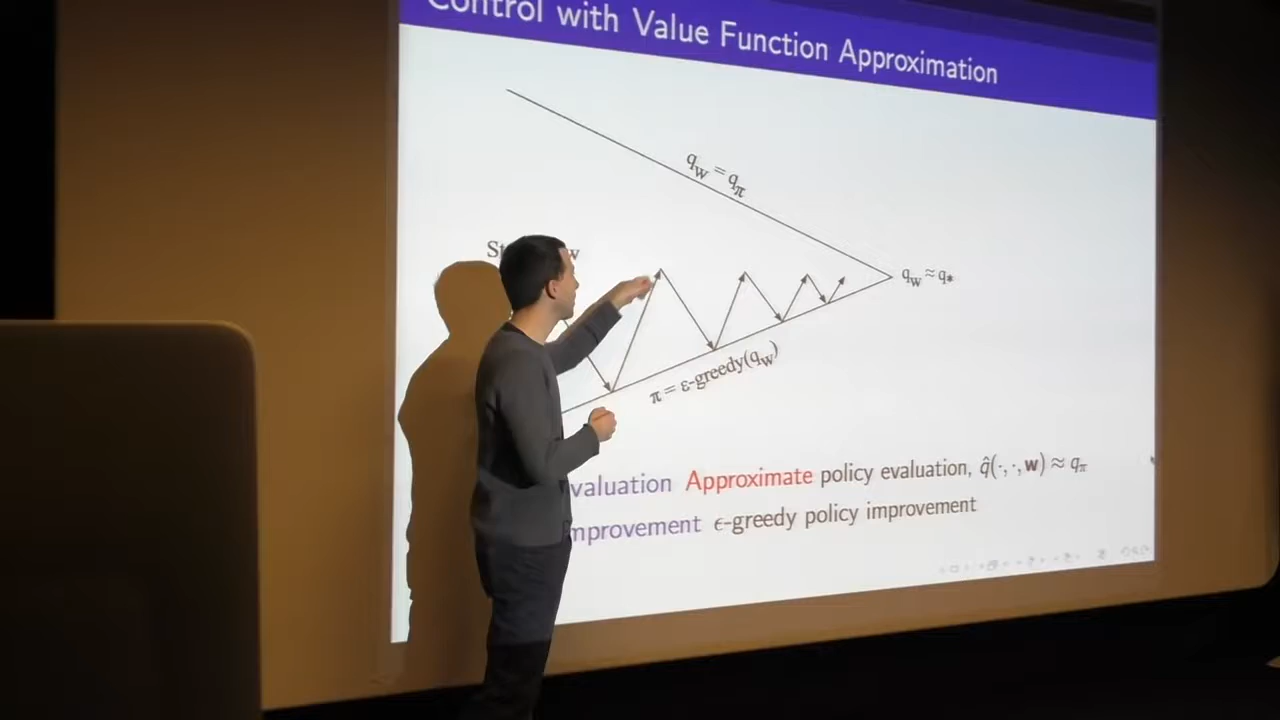 Control with Value Function Approximation
q_w = q_π
St w
q_w ≈ q_*
π = ε-greedy(q_w)
valuation Approximate policy evaluation, q̂(·, ·, w) ≈ q_π
mprovement ϵ-greedy policy improvement